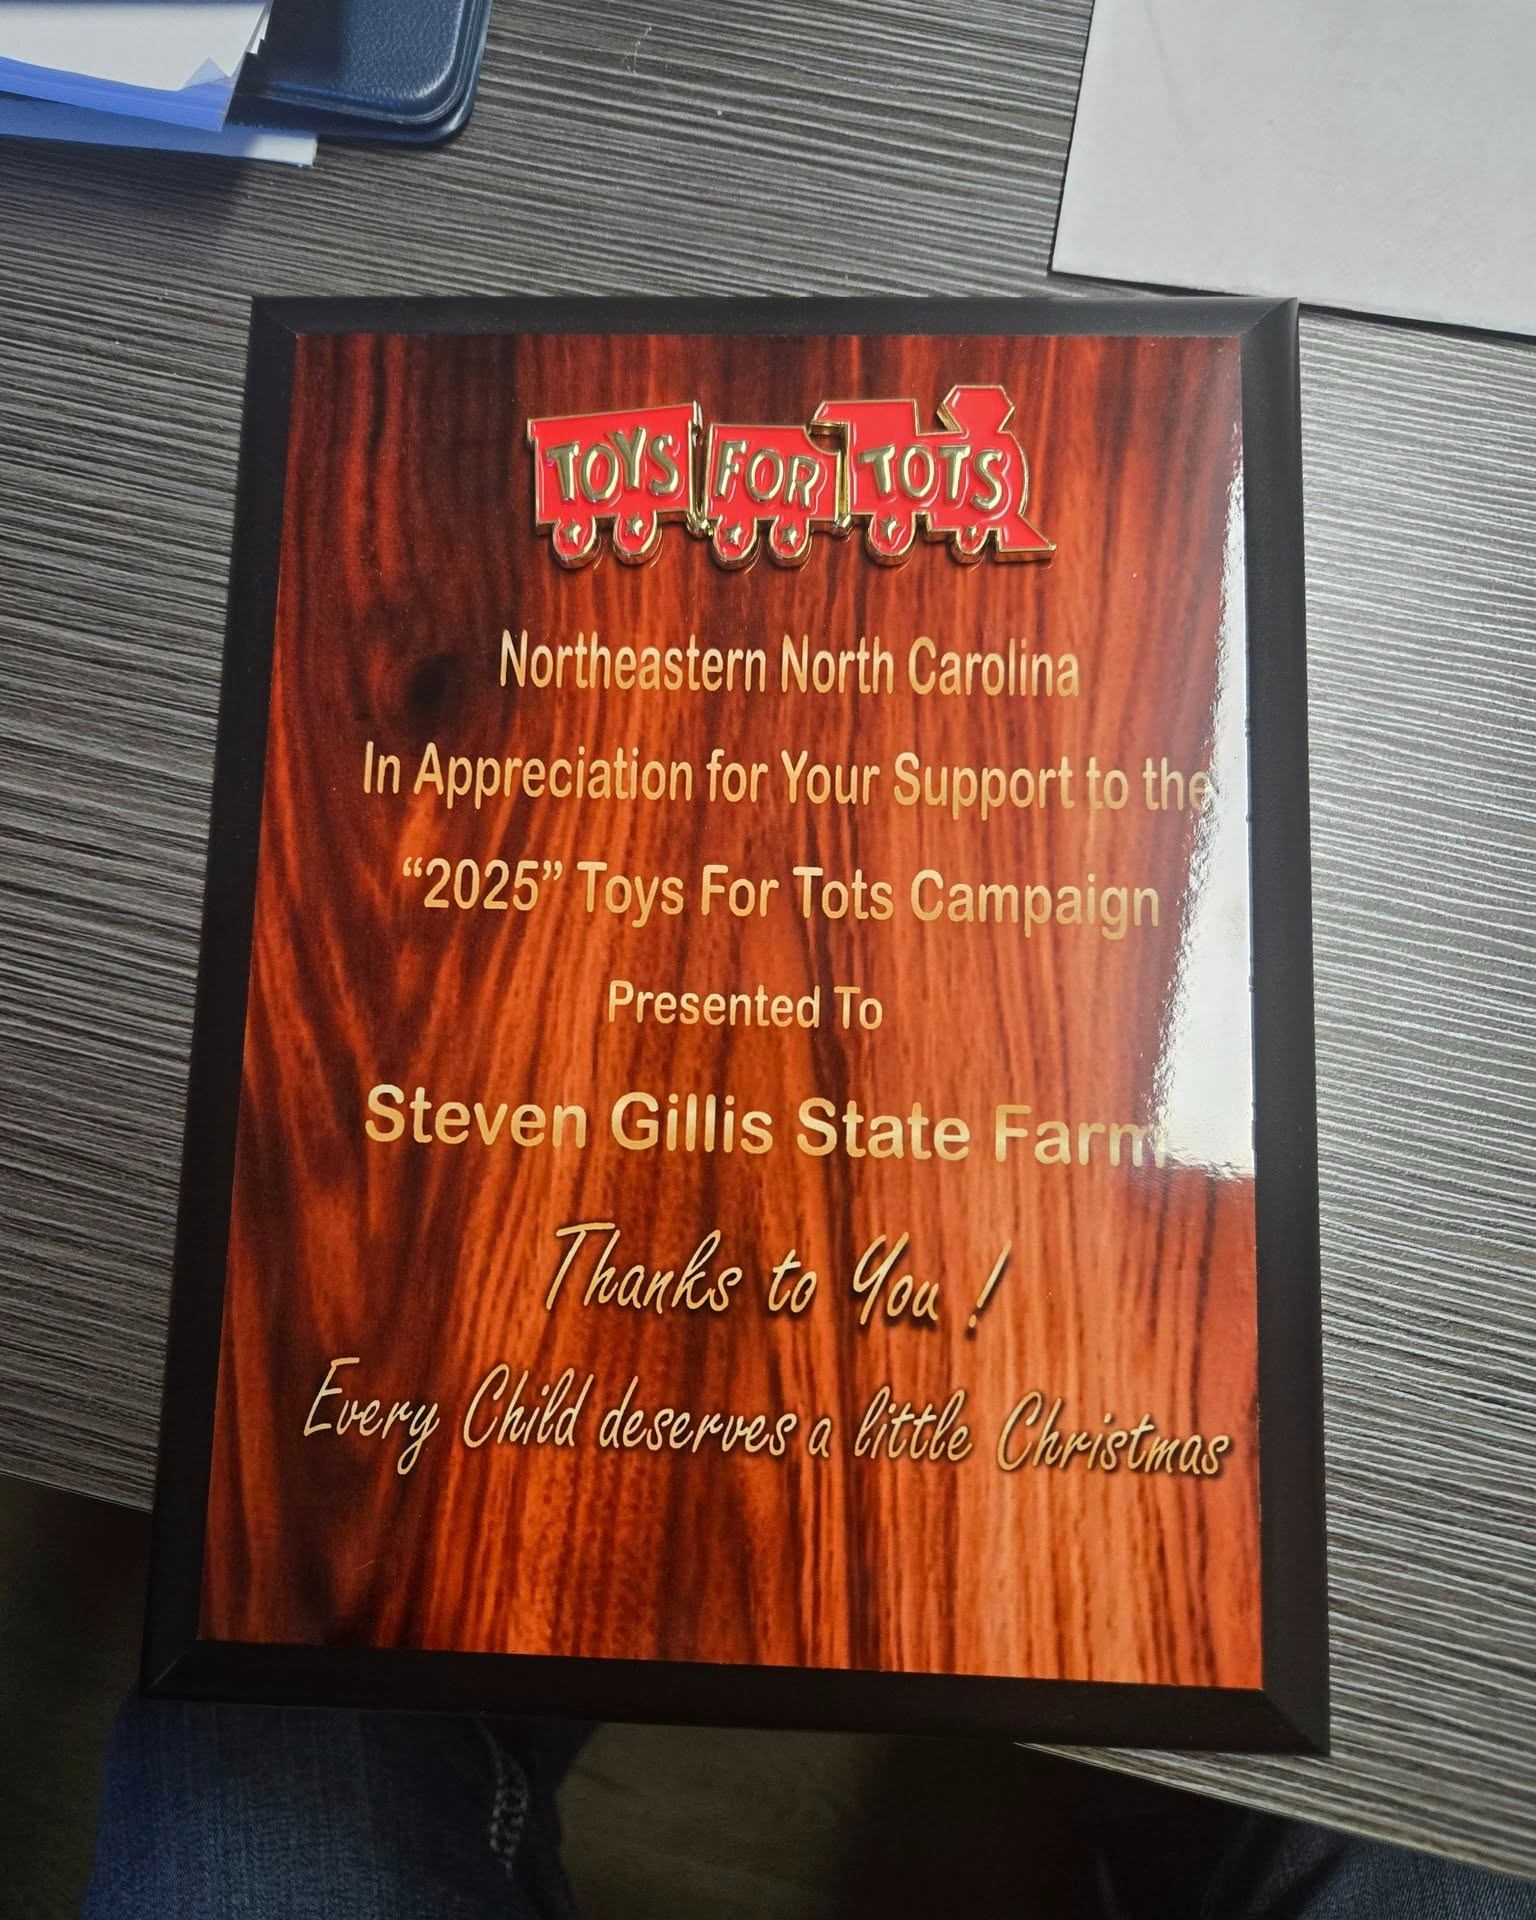 TOYS FOR TOTS
Northeastern North Carolina
In Appreciation for Your Support to the
“2025” Toys For Tots Campaign
Presented To
Steven Gillis State Farm
Thanks to You !
Every Child deserves a little Christmas